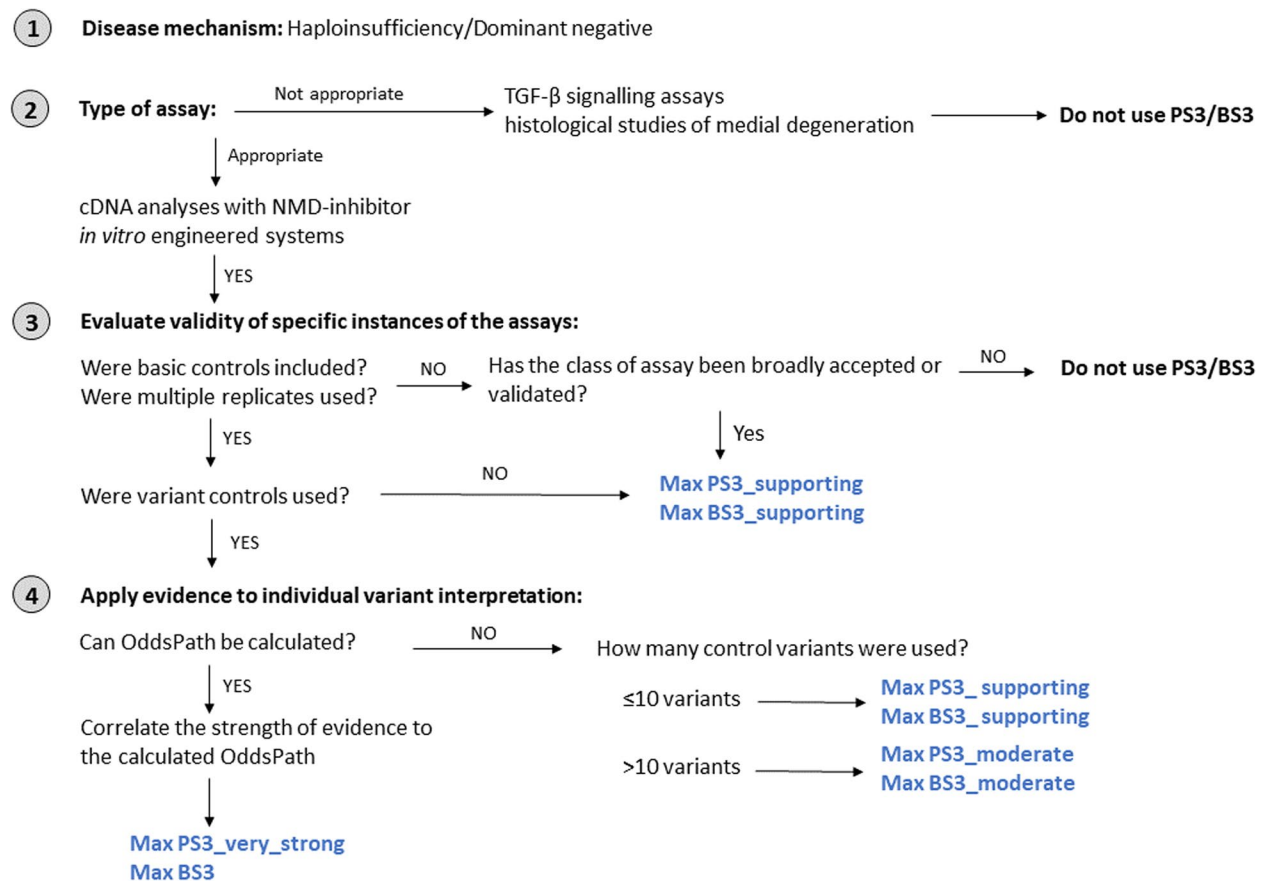 1 Disease mechanism: Haploinsufficiency/Dominant negative
2 Type of assay:
Not appropriate
TGF-β signalling assays
histological studies of medial degeneration
Do not use PS3/BS3
Appropriate
cDNA analyses with NMD-inhibitor
in vitro engineered systems
YES
3 Evaluate validity of specific instances of the assays:
Were basic controls included?
Were multiple replicates used?
NO
Has the class of assay been broadly accepted or
validated?
NO
Do not use PS3/BS3
YES
Yes
Were variant controls used?
NO
Max PS3_supporting
Max BS3_supporting
YES
4 Apply evidence to individual variant interpretation:
Can OddsPath be calculated?
NO
How many control variants were used?
YES
≤10 variants
Max PS3_ supporting
Max BS3_ supporting
Correlate the strength of evidence to
the calculated OddsPath
>10 variants
Max PS3_moderate
Max BS3_moderate
Max PS3_very_strong
Max BS3